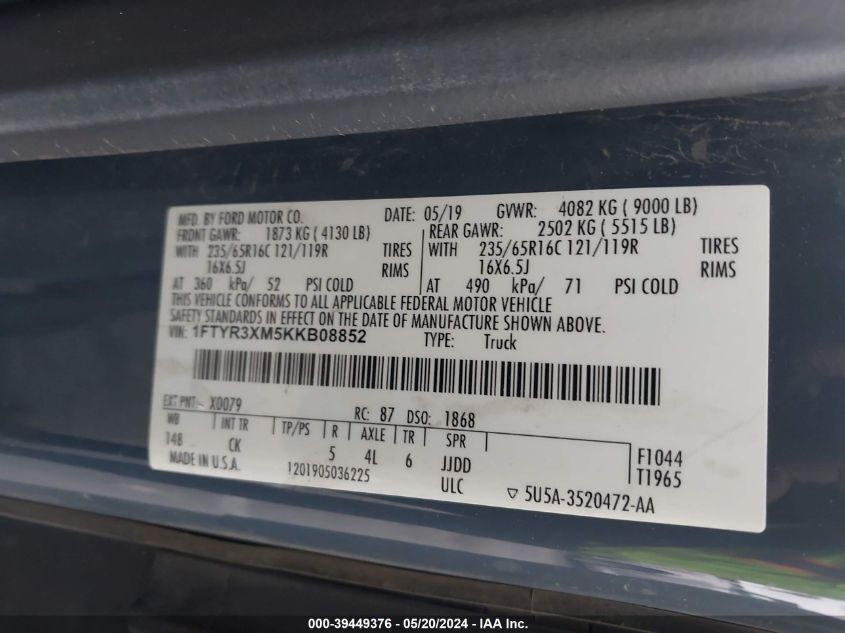 MFD. BY FORD MOTOR CO. DATE: 05/19 GVWR: 4082 KG ( 9000 LB)
FRONT GAWR: 1873 KG ( 4130 LB) REAR GAWR: 2502 KG ( 5515 LB)
WITH 235/65R16C 121/119R TIRES WITH 235/65R16C 121/119R TIRES
16X6.5J RIMS 16X6.5J RIMS
AT 360 kPa/ 52 PSI COLD AT 490 kPa/ 71 PSI COLD
THIS VEHICLE CONFORMS TO ALL APPLICABLE FEDERAL MOTOR VEHICLE
SAFETY STANDARDS IN EFFECT ON THE DATE OF MANUFACTURE SHOWN ABOVE.
VIN: 1FTYR3XM5KKB08852 TYPE: Truck
EXT PNT: X0079 RC: 87 DSO: 1868
WB INT TR TP/PS R AXLE TR SPR F1044
148 CK 5 4L 6 JJDD T1965
MADE IN U.S.A. 1201905036225 ULC ▽ 5U5A-3520472-AA
000-39449376 - 05/20/2024 - IAA, Inc.